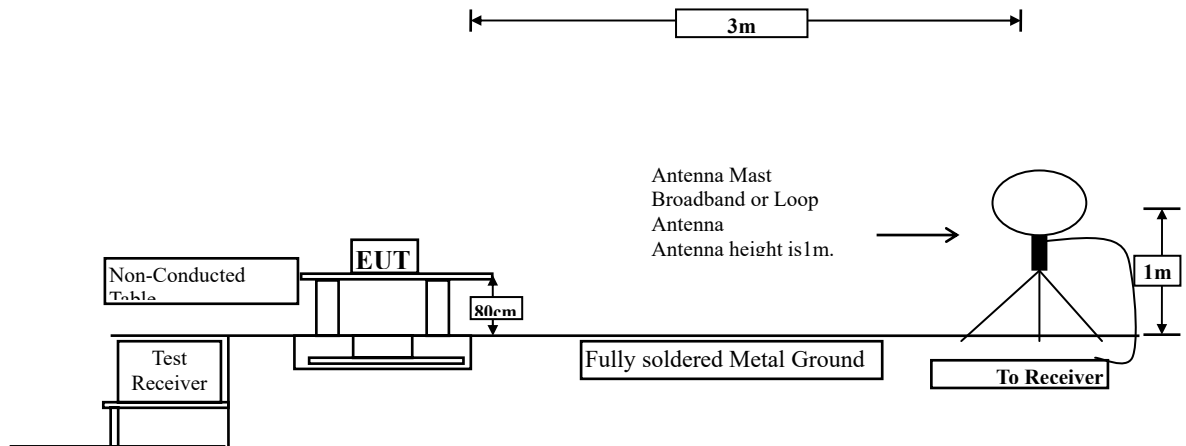 3m
Antenna Mast
Broadband or Loop
Antenna
Antenna height is1m.
EUT
Non-Conducted
Table
80cm
1m
Test
Receiver
Fully soldered Metal Ground
To Receiver